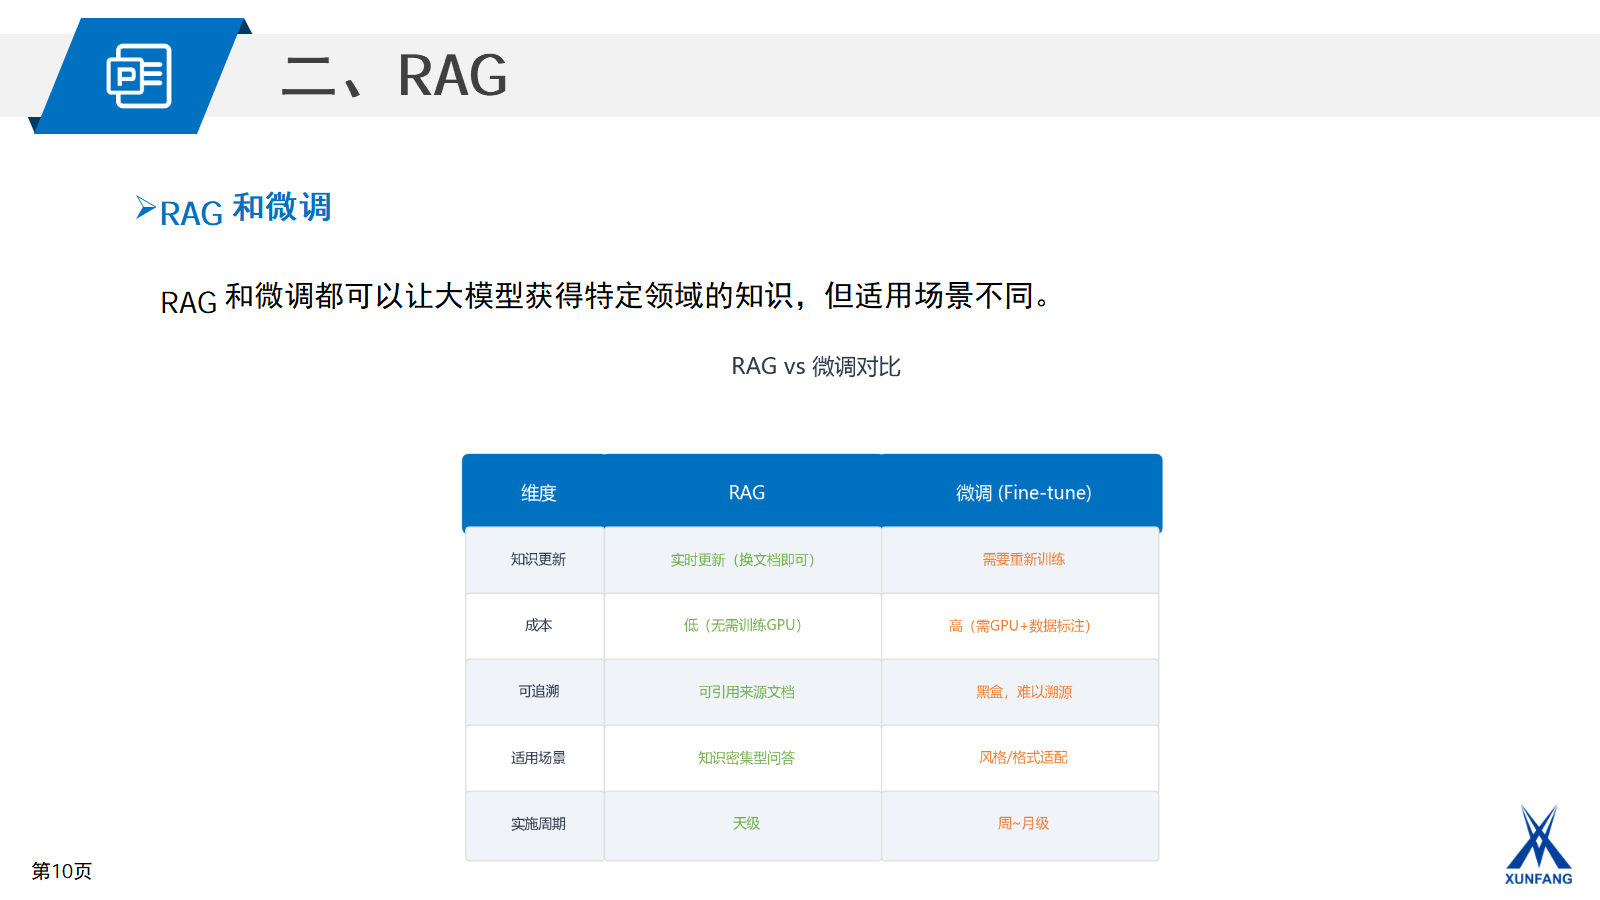 二、RAG
RAG 和微调
RAG 和微调都可以让大模型获得特定领域的知识，但适用场景不同。
RAG vs 微调对比
维度 RAG 微调 (Fine-tune)
知识更新 实时更新（换文档即可） 需要重新训练
成本 低（无需训练GPU） 高（需GPU+数据标注）
可追溯 可引用来源文档 黑盒，难以溯源
适用场景 知识密集型问答 风格/格式适配
实施周期 天级 周~月级
第10页
XUNFANG